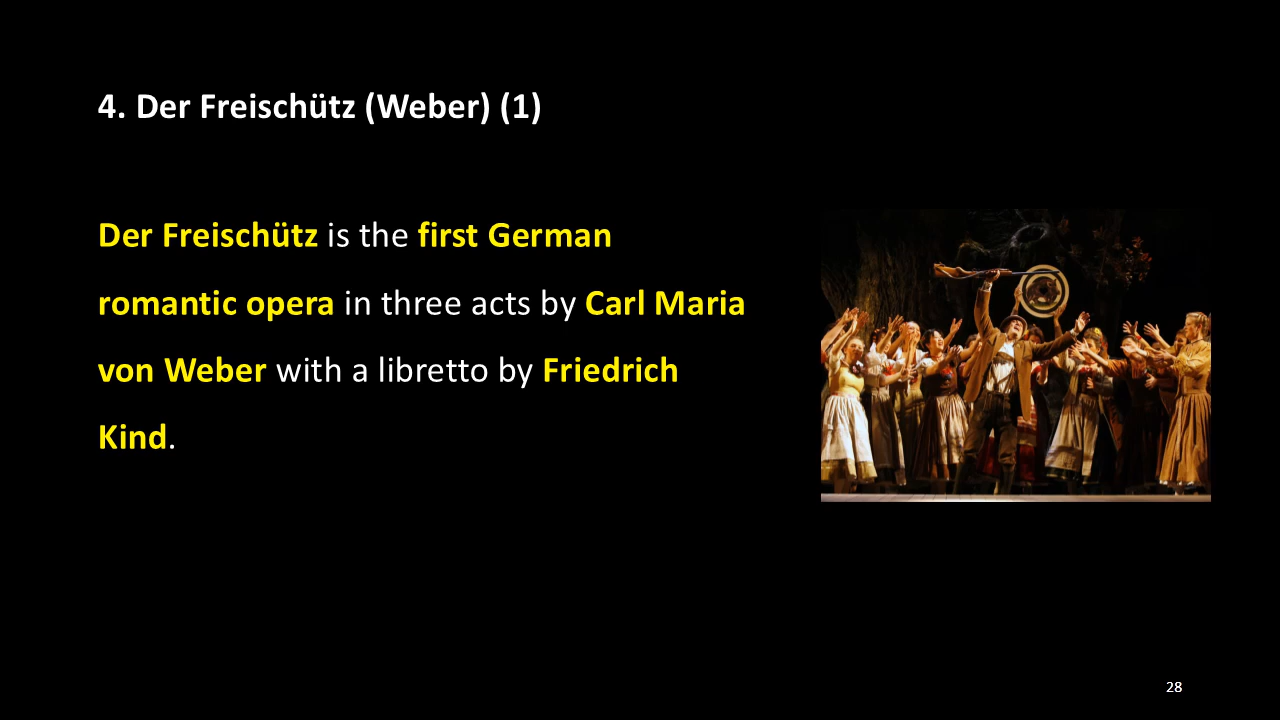 4. Der Freischütz (Weber) (1)
Der Freischütz is the first German
romantic opera in three acts by Carl Maria
von Weber with a libretto by Friedrich
Kind.
28